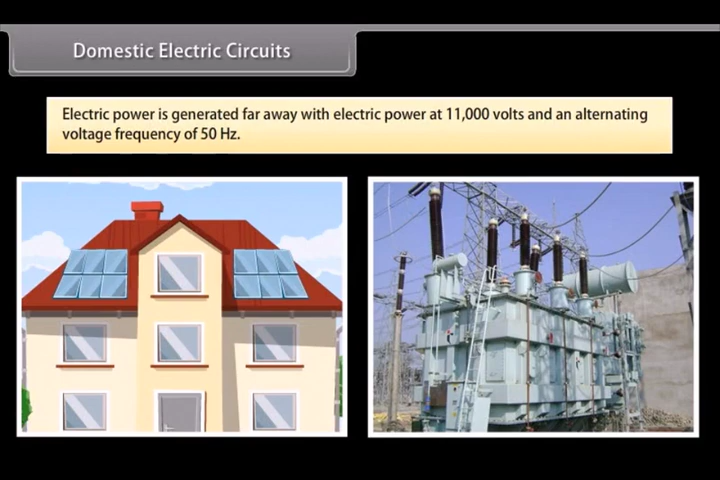 Domestic Electric Circuits
Electric power is generated far away with electric power at 11,000 volts and an alternating
voltage frequency of 50 Hz.